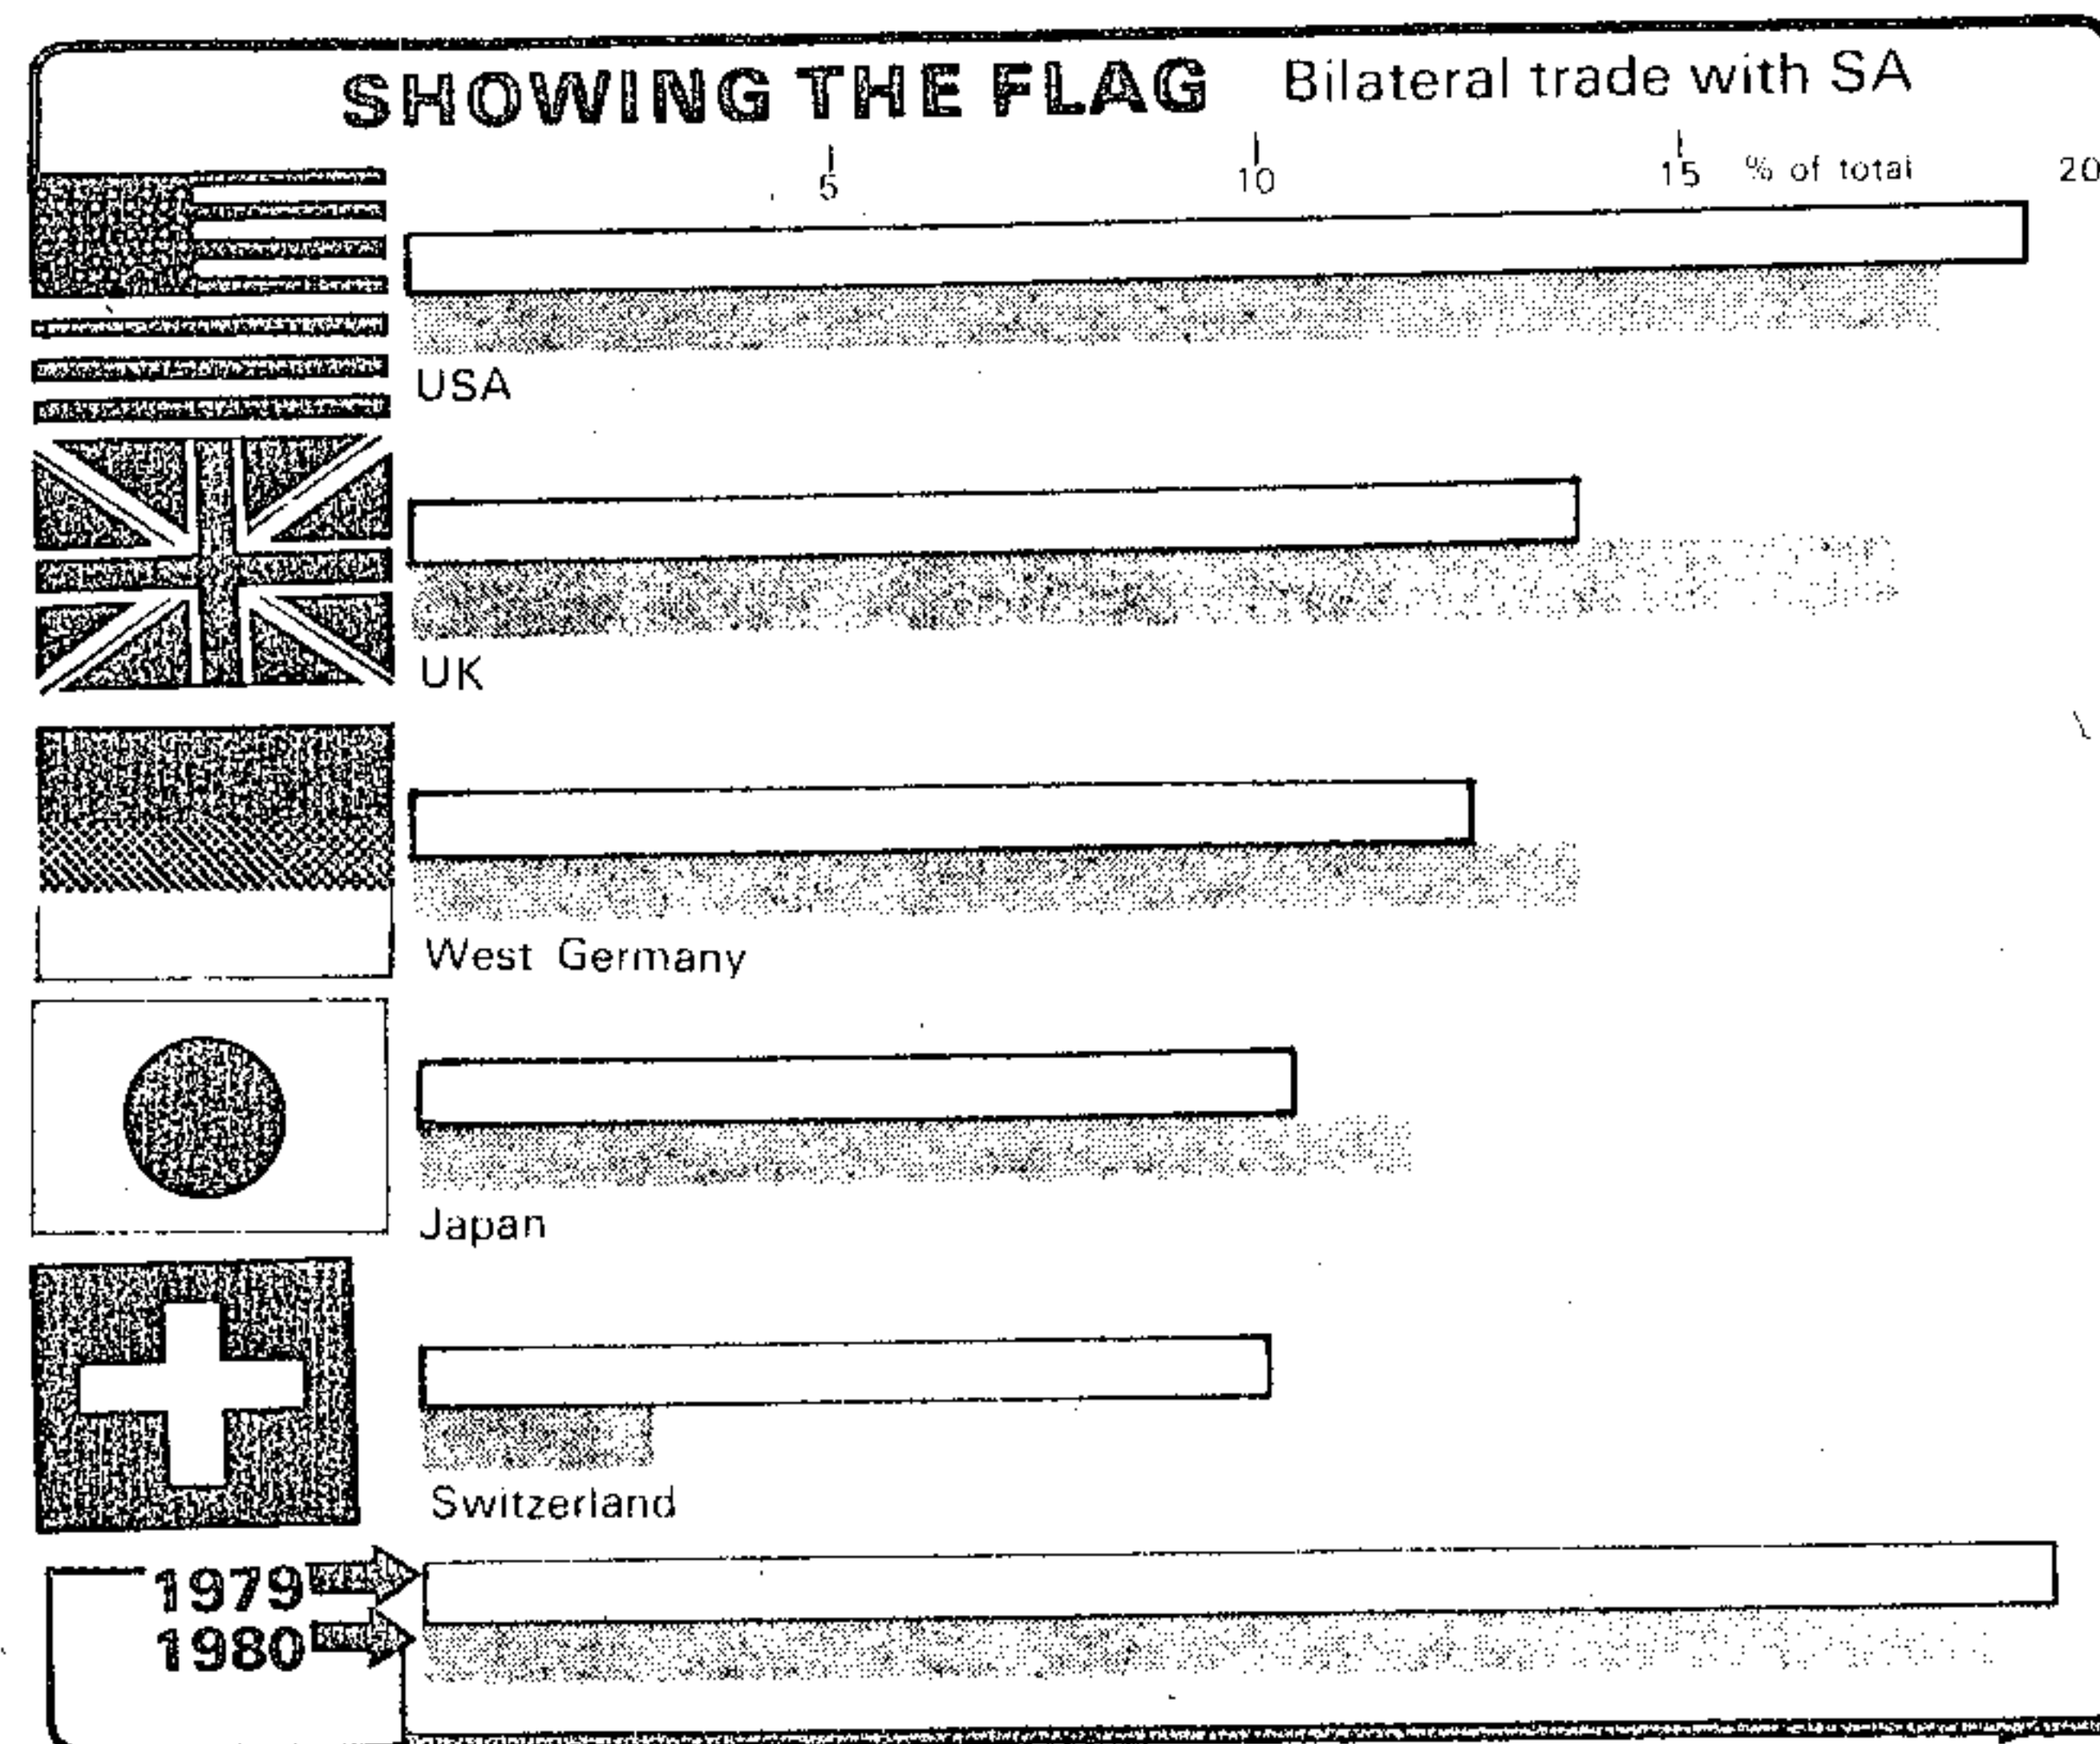 SHOWING THE FLAG Bilateral trade with SA
5 10 15 % of total 20
USA
UK
West Germany
Japan
Switzerland
1979
1980